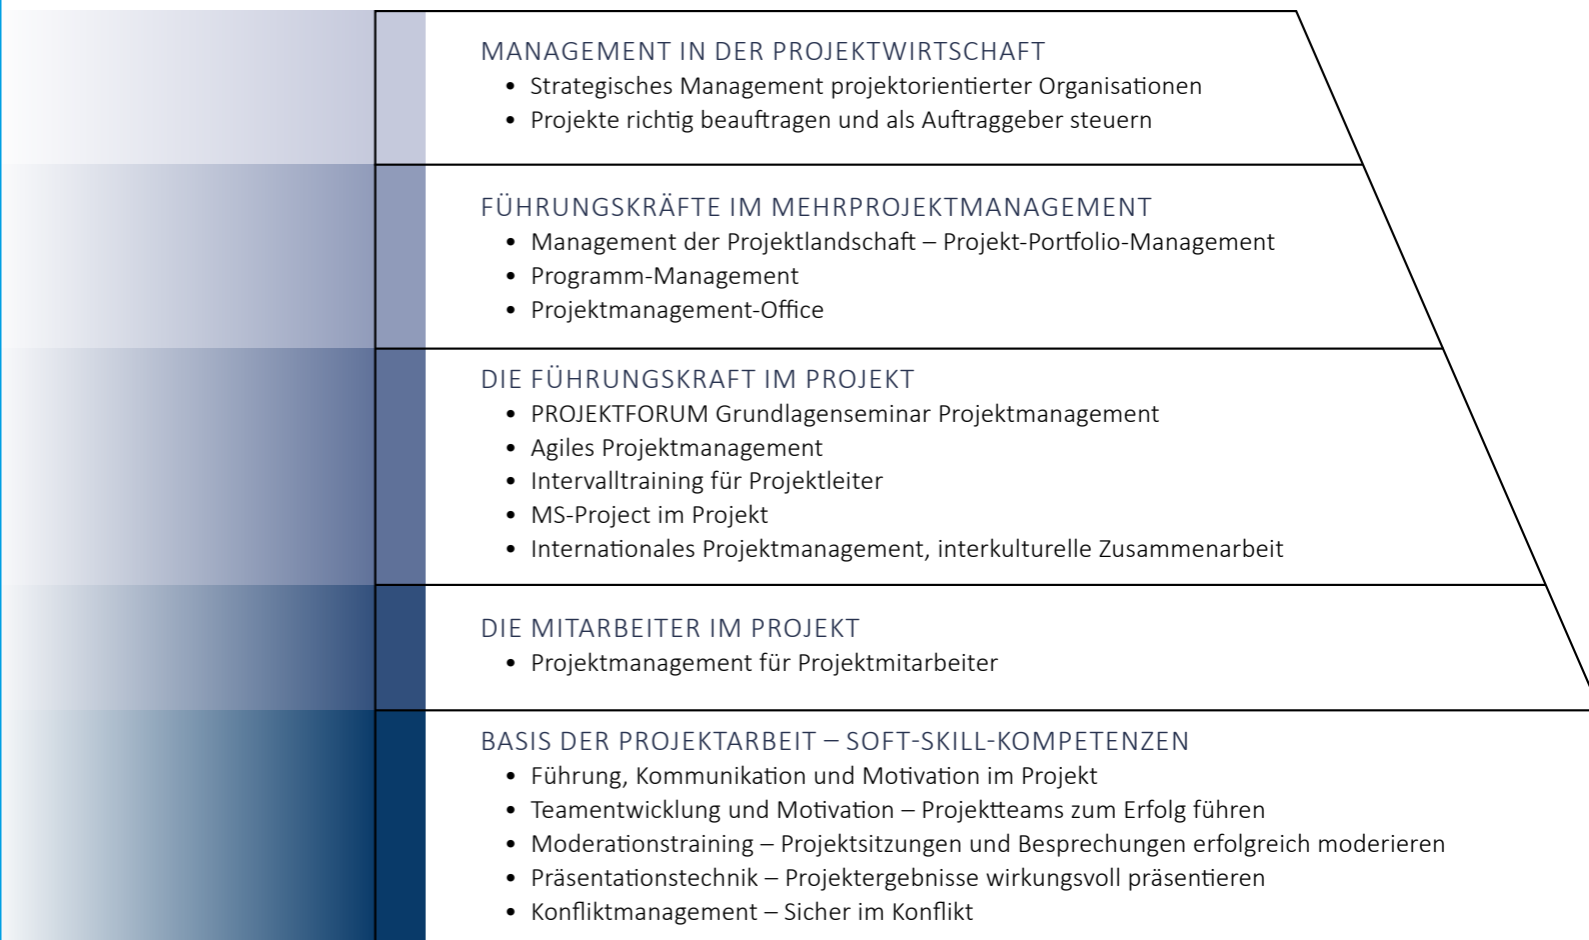 MANAGEMENT IN DER PROJEKTWIRTSCHAFT
• Strategisches Management projektorientierter Organisationen
• Projekte richtig beauftragen und als Auftraggeber steuern
FÜHRUNGSKRÄFTE IM MEHRPROJEKTMANAGEMENT
• Management der Projektlandschaft – Projekt-Portfolio-Management
• Programm-Management
• Projektmanagement-Office
DIE FÜHRUNGSKRAFT IM PROJEKT
• PROJEKTFORUM Grundlagenseminar Projektmanagement
• Agiles Projektmanagement
• Intervalltraining für Projektleiter
• MS-Project im Projekt
• Internationales Projektmanagement, interkulturelle Zusammenarbeit
DIE MITARBEITER IM PROJEKT
• Projektmanagement für Projektmitarbeiter
BASIS DER PROJEKTARBEIT – SOFT-SKILL-KOMPETENZEN
• Führung, Kommunikation und Motivation im Projekt
• Teamentwicklung und Motivation – Projektteams zum Erfolg führen
• Moderationstraining – Projektsitzungen und Besprechungen erfolgreich moderieren
• Präsentationstechnik – Projektergebnisse wirkungsvoll präsentieren
• Konfliktmanagement – Sicher im Konflikt